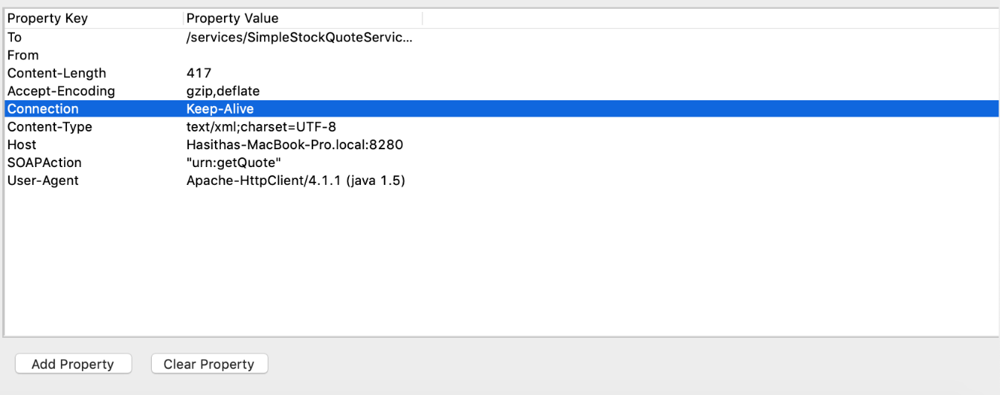 Property Key Property Value
To /services/SimpleStockQuoteServic...
From
Content-Length 417
Accept-Encoding gzip,deflate
Connection Keep-Alive
Content-Type text/xml;charset=UTF-8
Host Hasithas-MacBook-Pro.local:8280
SOAPAction "urn:getQuote"
User-Agent Apache-HttpClient/4.1.1 (java 1.5)
Add Property Clear Property